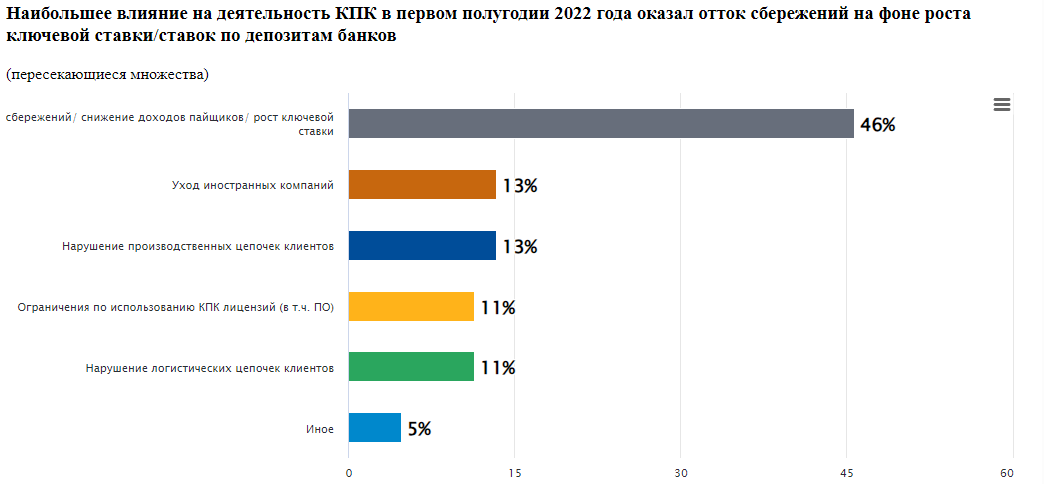 Наибольшее влияние на деятельность КПК в первом полугодии 2022 года оказал отток сбережений на фоне роста
ключевой ставки/ставок по депозитам банков
(пересекающиеся множества)
сбережений/ снижение доходов пайщиков/ рост ключевой
ставки
46%
Уход иностранных компаний
13%
Нарушение производственных цепочек клиентов
13%
Ограничения по использованию КПК лицензий (в т.ч. ПО)
11%
Нарушение логистических цепочек клиентов
11%
Иное
5%
0 15 30 45 60